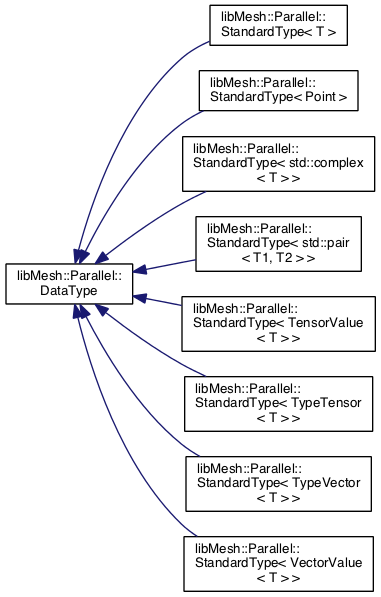 libMesh::Parallel::
StandardType< T >
libMesh::Parallel::
StandardType< Point >
libMesh::Parallel::
StandardType< std::complex
< T > >
libMesh::Parallel::
StandardType< std::pair
< T1, T2 > >
libMesh::Parallel::
DataType
libMesh::Parallel::
StandardType< TensorValue
< T > >
libMesh::Parallel::
StandardType< TypeTensor
< T > >
libMesh::Parallel::
StandardType< TypeVector
< T > >
libMesh::Parallel::
StandardType< VectorValue
< T > >